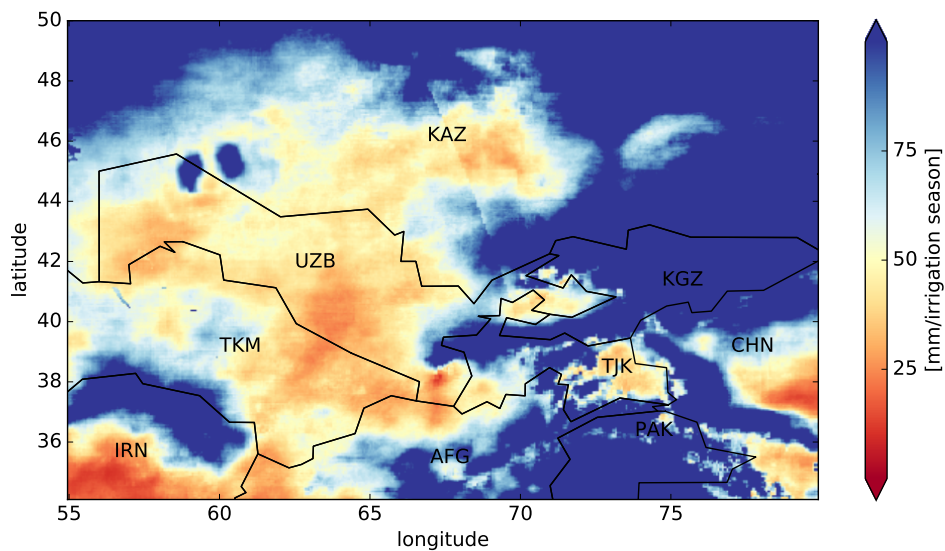 50
48
46
44
42
40
38
36
latitude
KAZ
UZB
KGZ
TKM
TJK
CHN
IRN
AFG
PAK
55
60
65
70
75
longitude
75
50
25
[mm/irrigation season]